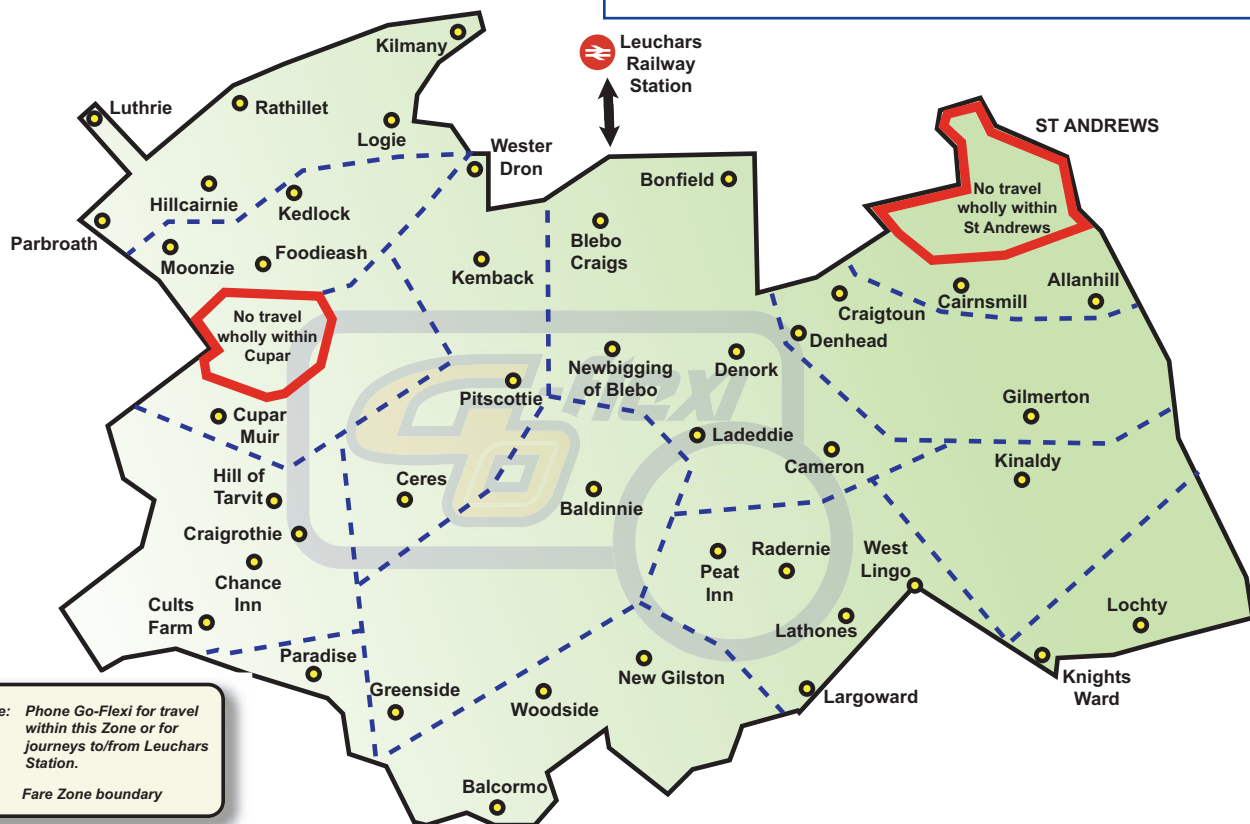 Kilmany
Leuchars
Railway
Station
Luthrie
Rathillet
Logie
Wester
Dron
ST ANDREWS
Bonfield
No travel
wholly within
St Andrews
Hillcairnie
Kedlock
Parbroath
Moonzie
Foodieash
Kemback
Blebo
Craigs
Allanhill
Cairnsmill
Craigtoun
Denhead
No travel
wholly within
Cupar
Newbigging
of Blebo
Denork
Pitscottie
-flexi
Gilmerton
Cupar
Muir
Ladeddie
Cameron
Kinaldy
Hill of
Tarvit
Ceres
Baldinnie
Craigrothie
Chance
Inn
Peat
Inn
Radernie
West
Lingo
Cults
Farm
Lathones
Lochty
Paradise
New Gilston
Knights
Ward
Greenside
Woodside
Largoward
Balcormo
e: Phone Go-Flexi for travel
within this Zone or for
journeys to/from Leuchars
Station.
Fare Zone boundary